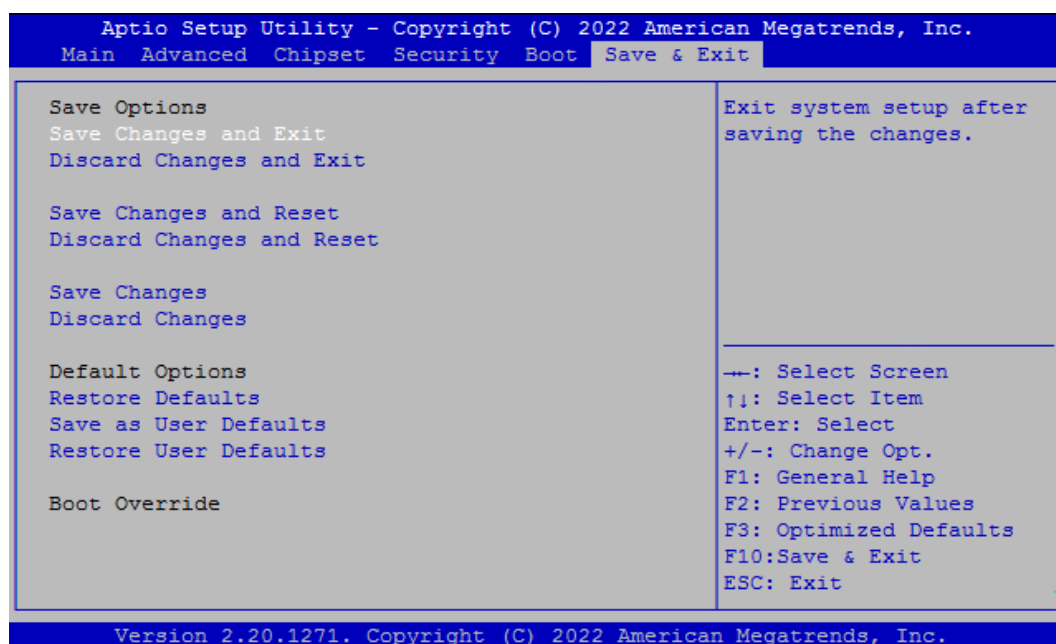 Aptio Setup Utility - Copyright (C) 2022 American Megatrends, Inc.
Main Advanced Chipset Security Boot Save & Exit
Save Options
Save Changes and Exit
Discard Changes and Exit
Save Changes and Reset
Discard Changes and Reset
Save Changes
Discard Changes
Default Options
Restore Defaults
Save as User Defaults
Restore User Defaults
Boot Override
Exit system setup after
saving the changes.
→←: Select Screen
↑↓: Select Item
Enter: Select
+/-: Change Opt.
F1: General Help
F2: Previous Values
F3: Optimized Defaults
F10:Save & Exit
ESC: Exit
Version 2.20.1271. Copyright (C) 2022 American Megatrends, Inc.